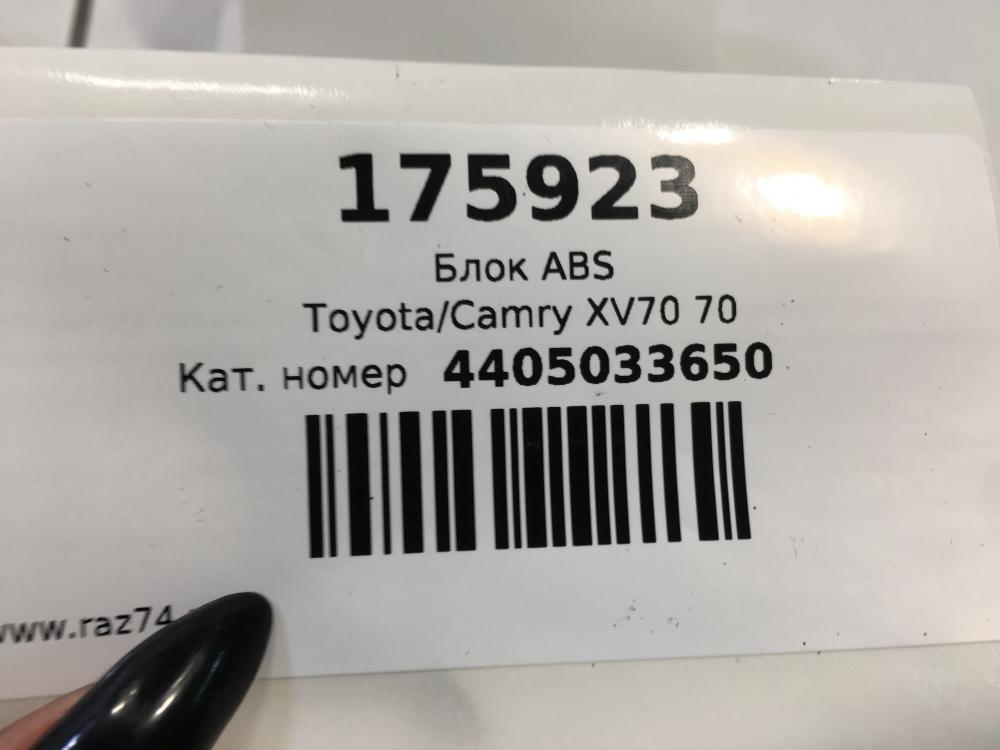 175923
Блок ABS
Toyota/Camry XV70 70
Кат. номер 4405033650
www.raz74.